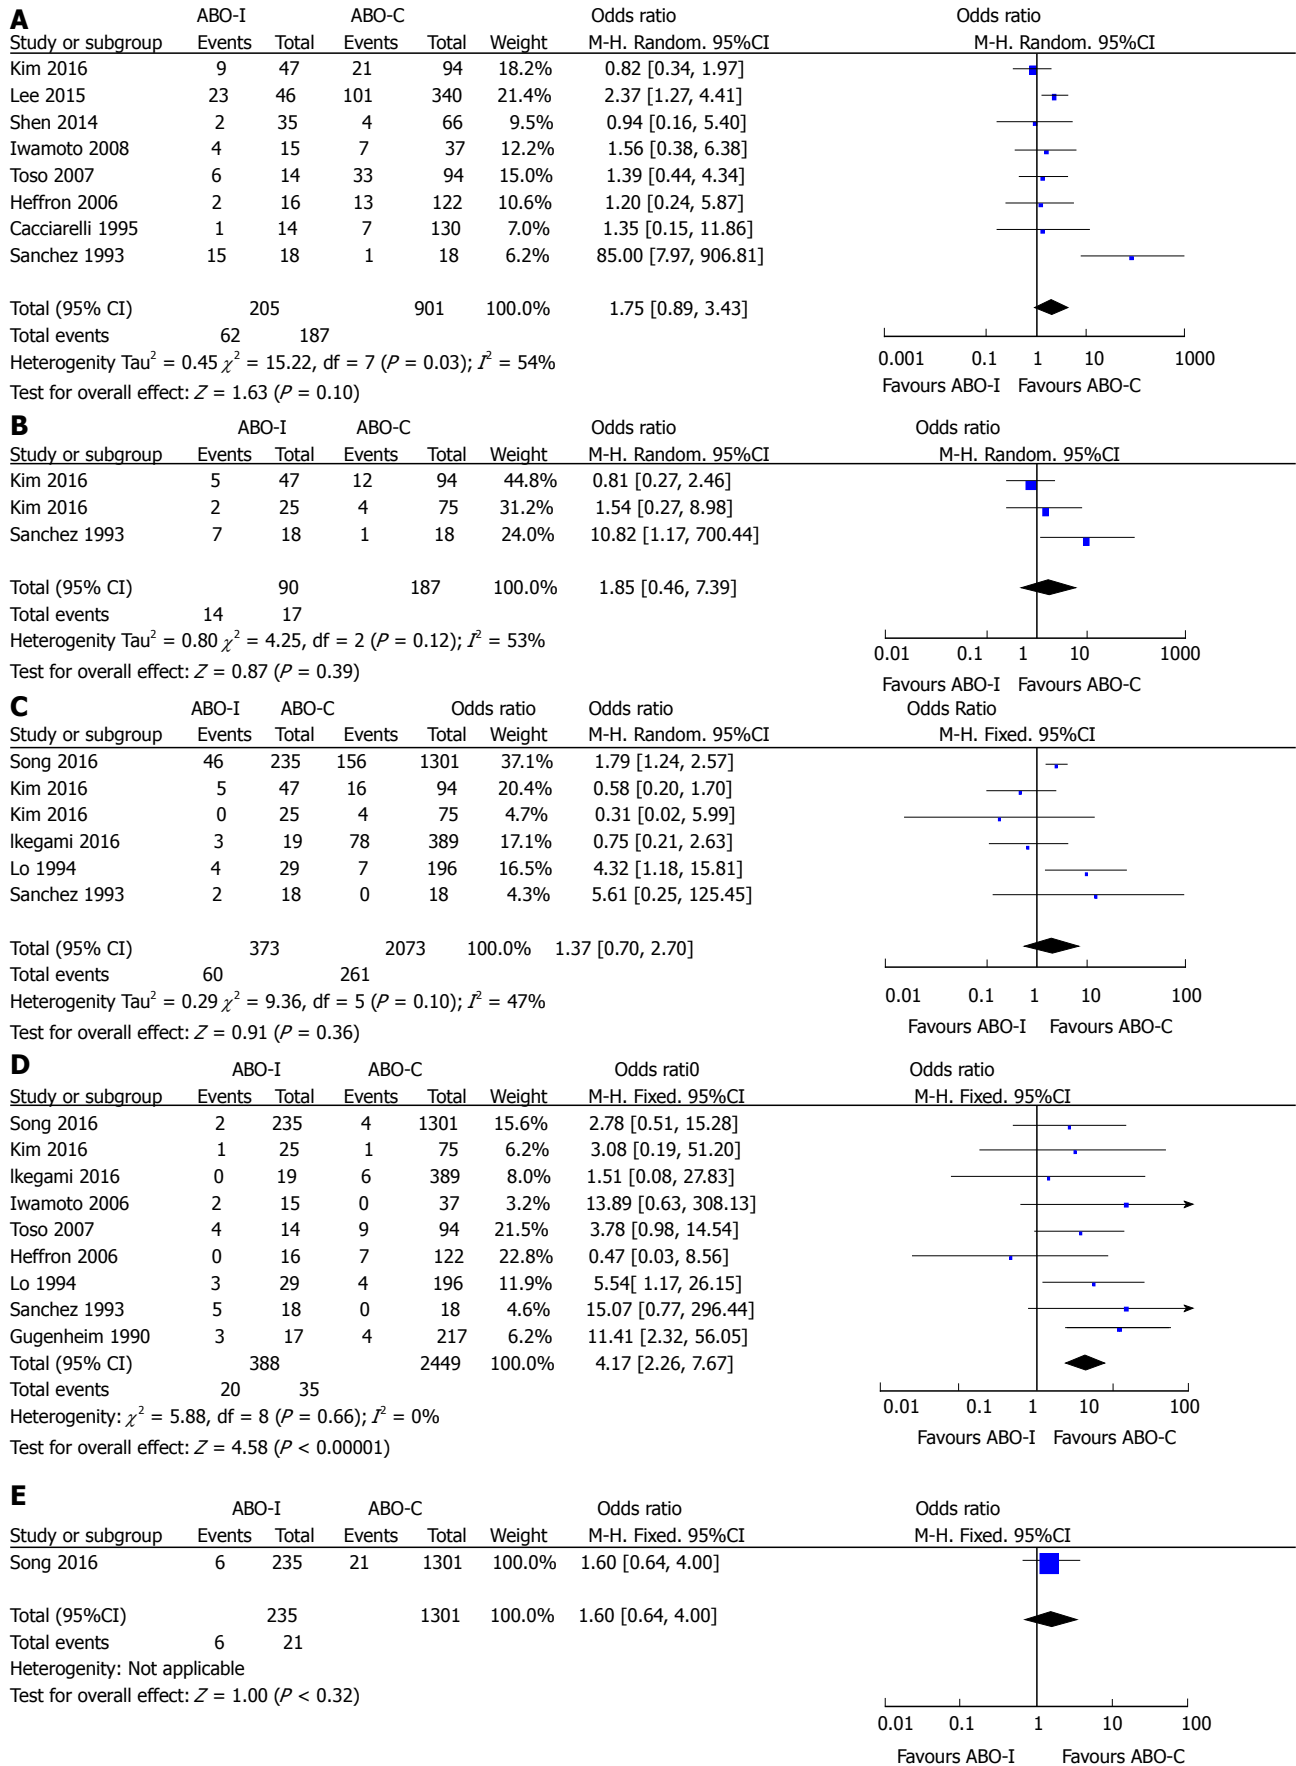 A ABO-I ABO-C Odds ratio Odds ratio
Study or subgroup Events Total Events Total Weight M-H. Random. 95%CI M-H. Random. 95%CI
Kim 2016 9 47 21 94 18.2% 0.82 [0.34, 1.97]
Lee 2015 23 46 101 340 21.4% 2.37 [1.27, 4.41]
Shen 2014 2 35 4 66 9.5% 0.94 [0.16, 5.40]
Iwamoto 2008 4 15 7 37 12.2% 1.56 [0.38, 6.38]
Toso 2007 6 14 33 94 15.0% 1.39 [0.44, 4.34]
Heffron 2006 2 16 13 122 10.6% 1.20 [0.24, 5.87]
Cacciarelli 1995 1 14 7 130 7.0% 1.35 [0.15, 11.86]
Sanchez 1993 15 18 1 18 6.2% 85.00 [7.97, 906.81]
Total (95% CI) 205 901 100.0% 1.75 [0.89, 3.43]
Total events 62 187
Heterogenity Tau² = 0.45 χ² = 15.22, df = 7 (P = 0.03); I² = 54%
0.001 0.1 1 10 1000
Test for overall effect: Z = 1.63 (P = 0.10)
Favours ABO-I Favours ABO-C
B ABO-I ABO-C Odds ratio Odds ratio
Study or subgroup Events Total Events Total Weight M-H. Random. 95%CI M-H. Random. 95%CI
Kim 2016 5 47 12 94 44.8% 0.81 [0.27, 2.46]
Kim 2016 2 25 4 75 31.2% 1.54 [0.27, 8.98]
Sanchez 1993 7 18 1 18 24.0% 10.82 [1.17, 700.44]
Total (95% CI) 90 187 100.0% 1.85 [0.46, 7.39]
Total events 14 17
Heterogenity Tau² = 0.80 χ² = 4.25, df = 2 (P = 0.12); I² = 53%
0.01 0.1 1 10 1000
Test for overall effect: Z = 0.87 (P = 0.39)
Favours ABO-I Favours ABO-C
C ABO-I ABO-C Odds ratio Odds ratio Odds Ratio
Study or subgroup Events Total Events Total Weight M-H. Random. 95%CI M-H. Fixed. 95%CI
Song 2016 46 235 156 1301 37.1% 1.79 [1.24, 2.57]
Kim 2016 5 47 16 94 20.4% 0.58 [0.20, 1.70]
Kim 2016 0 25 4 75 4.7% 0.31 [0.02, 5.99]
Ikegami 2016 3 19 78 389 17.1% 0.75 [0.21, 2.63]
Lo 1994 4 29 7 196 16.5% 4.32 [1.18, 15.81]
Sanchez 1993 2 18 0 18 4.3% 5.61 [0.25, 125.45]
Total (95% CI) 373 2073 100.0% 1.37 [0.70, 2.70]
Total events 60 261
Heterogenity Tau² = 0.29 χ² = 9.36, df = 5 (P = 0.10); I² = 47%
0.01 0.1 1 10 100
Test for overall effect: Z = 0.91 (P = 0.36)
Favours ABO-I Favours ABO-C
D ABO-I ABO-C Odds rati0 Odds ratio
Study or subgroup Events Total Events Total Weight M-H. Fixed. 95%CI M-H. Fixed. 95%CI
Song 2016 2 235 4 1301 15.6% 2.78 [0.51, 15.28]
Kim 2016 1 25 1 75 6.2% 3.08 [0.19, 51.20]
Ikegami 2016 0 19 6 389 8.0% 1.51 [0.08, 27.83]
Iwamoto 2006 2 15 0 37 3.2% 13.89 [0.63, 308.13]
Toso 2007 4 14 9 94 21.5% 3.78 [0.98, 14.54]
Heffron 2006 0 16 7 122 22.8% 0.47 [0.03, 8.56]
Lo 1994 3 29 4 196 11.9% 5.54[ 1.17, 26.15]
Sanchez 1993 5 18 0 18 4.6% 15.07 [0.77, 296.44]
Gugenheim 1990 3 17 4 217 6.2% 11.41 [2.32, 56.05]
Total (95% CI) 388 2449 100.0% 4.17 [2.26, 7.67]
Total events 20 35
Heterogenity: χ² = 5.88, df = 8 (P = 0.66); I² = 0%
0.01 0.1 1 10 100
Test for overall effect: Z = 4.58 (P < 0.00001)
Favours ABO-I Favours ABO-C
E ABO-I ABO-C Odds ratio Odds ratio
Study or subgroup Events Total Events Total Weight M-H. Fixed. 95%CI M-H. Fixed. 95%CI
Song 2016 6 235 21 1301 100.0% 1.60 [0.64, 4.00]
Total (95%CI) 235 1301 100.0% 1.60 [0.64, 4.00]
Total events 6 21
Heterogenity: Not applicable
Test for overall effect: Z = 1.00 (P < 0.32)
0.01 0.1 1 10 100
Favours ABO-I Favours ABO-C